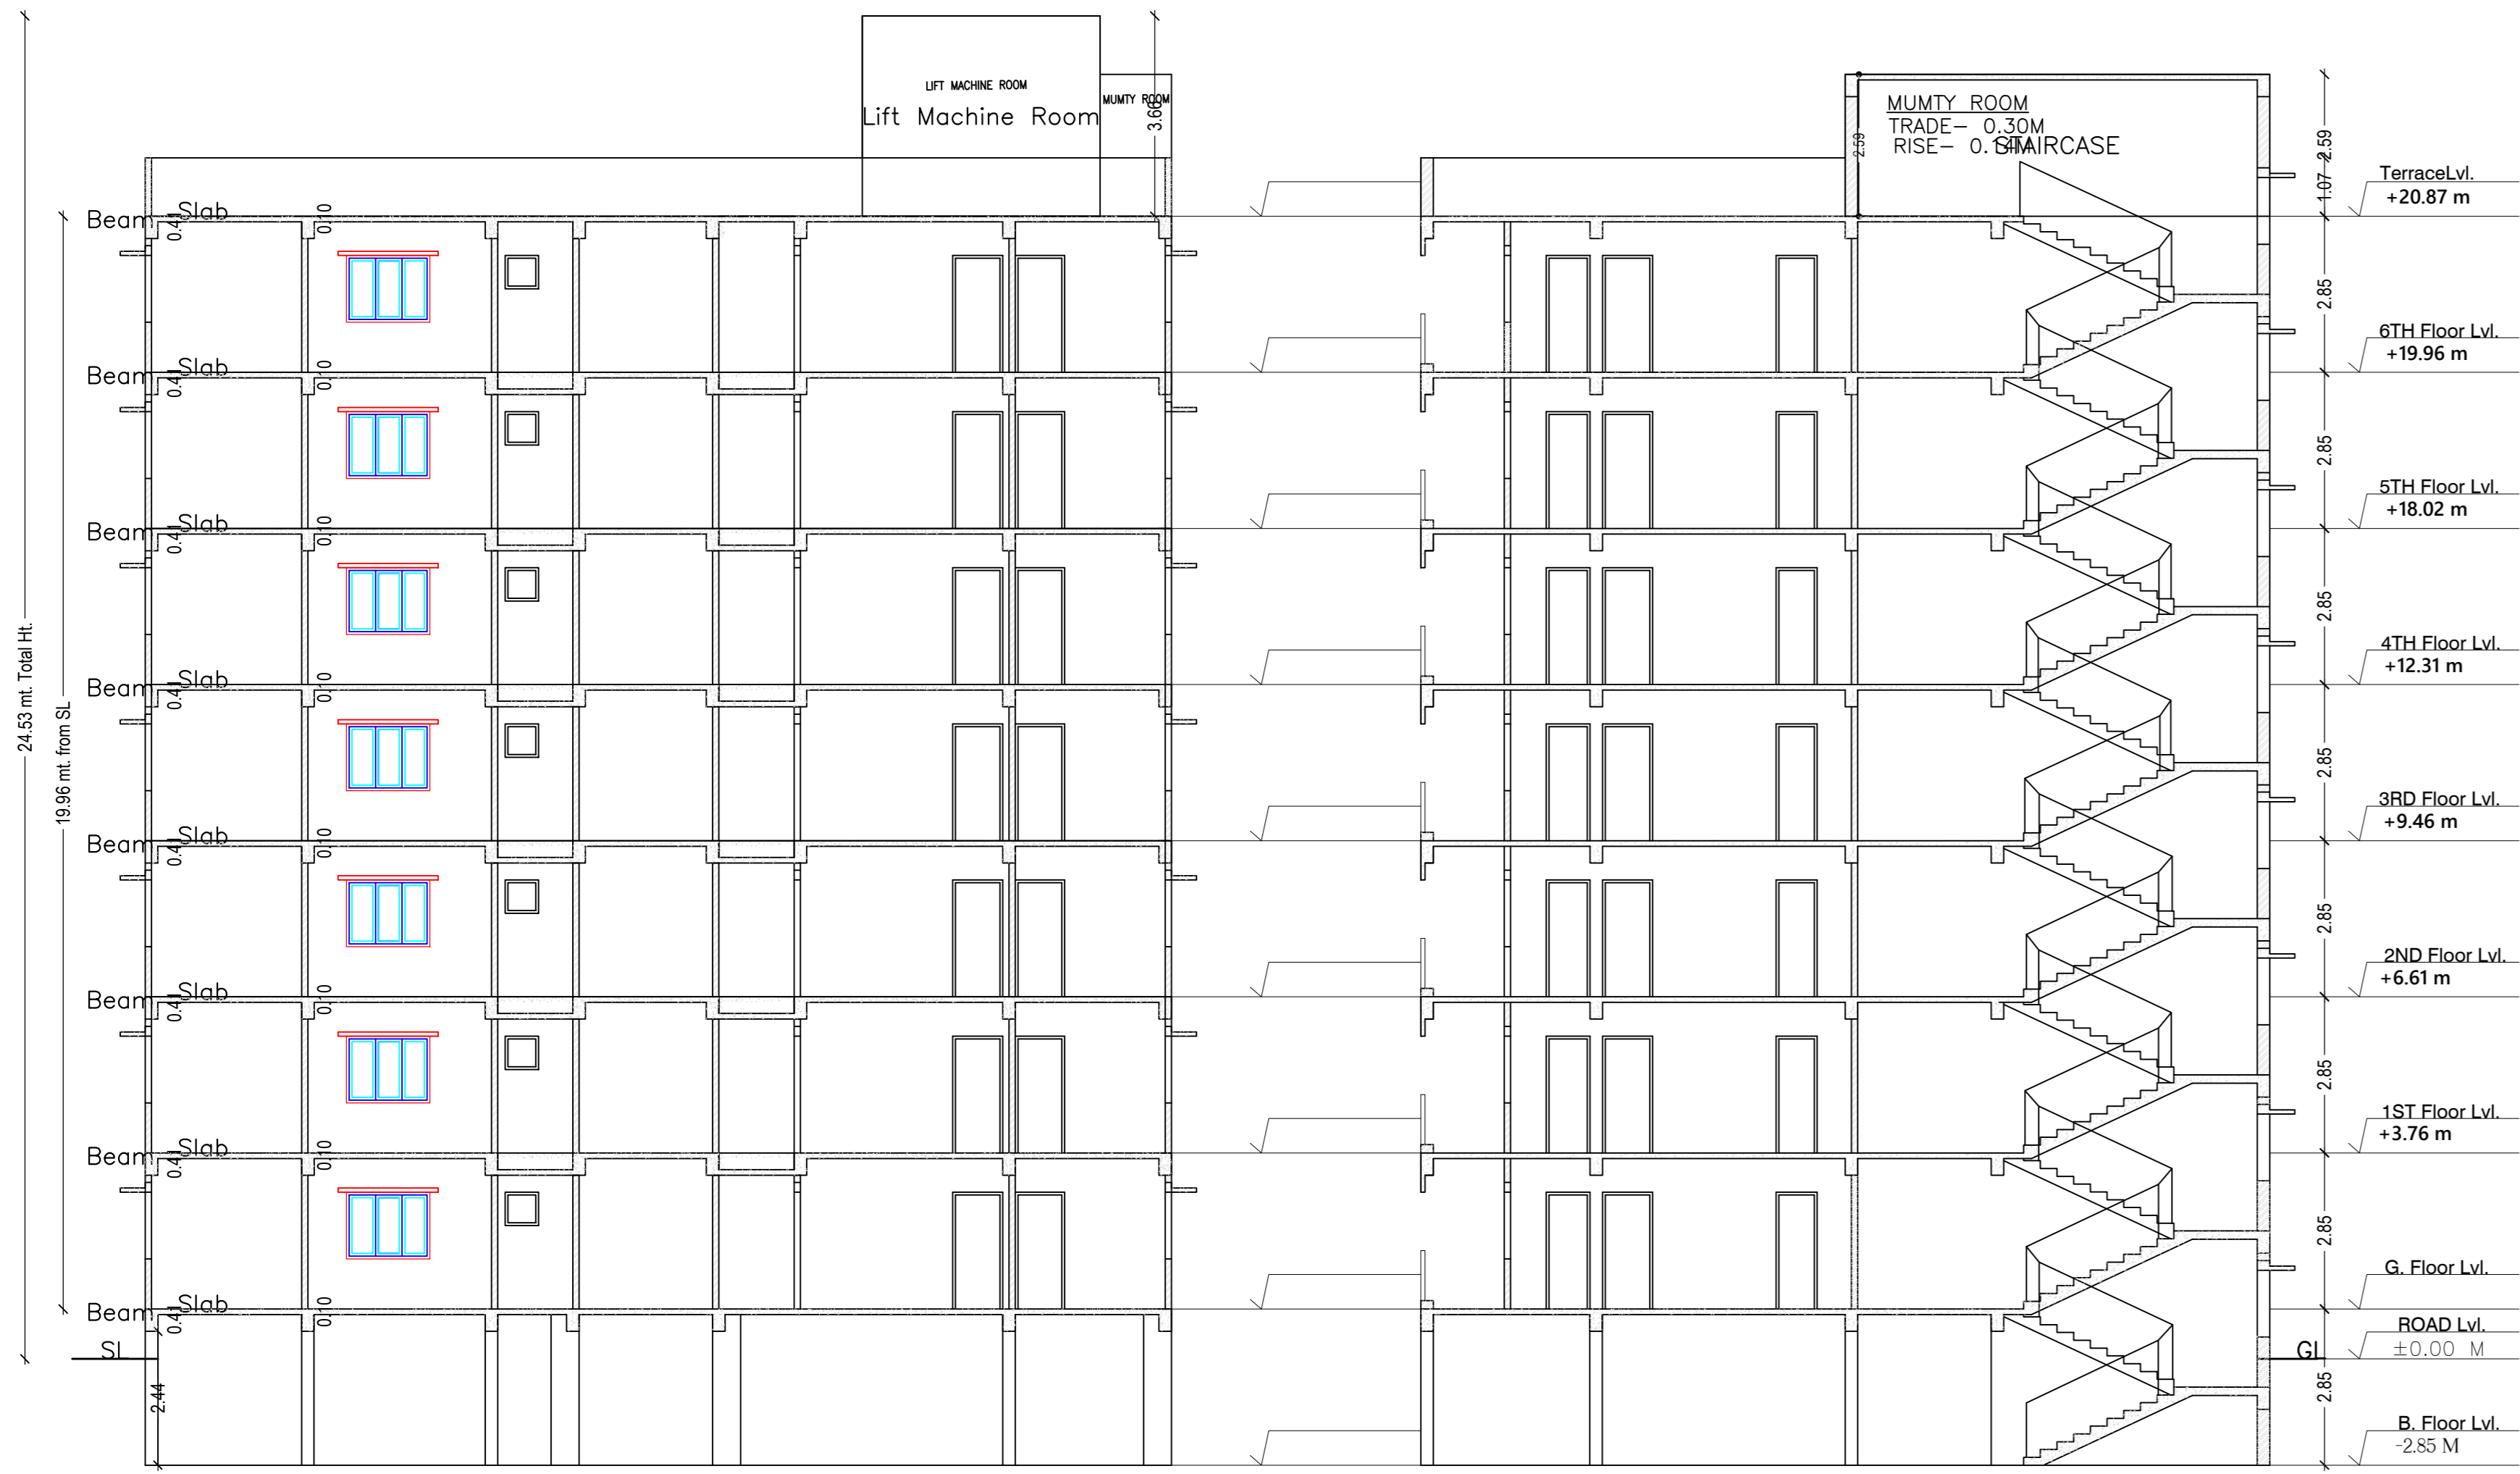 24.53 mt. Total Ht.
19.96 mt. from SL
LIFT MACHINE ROOM
Lift Machine Room
MUMTY ROOM
3.66
Beam
Slab
0.41
0.10
Beam
Slab
0.41
0.10
Beam
Slab
0.41
0.10
Beam
Slab
0.41
0.10
Beam
Slab
0.41
0.10
Beam
Slab
0.41
0.10
Beam
Slab
0.41
0.10
Beam
Slab
0.41
0.10
SL
2.44
MUMTY ROOM
TRADE- 0.30M
RISE- 0.14M
STAIRCASE
2.59
2.59
1.07
2.85
2.85
2.85
2.85
2.85
2.85
2.85
2.85
GL
TerraceLvl.
+20.87 m
6TH Floor Lvl.
+19.96 m
5TH Floor Lvl.
+18.02 m
4TH Floor Lvl.
+12.31 m
3RD Floor Lvl.
+9.46 m
2ND Floor Lvl.
+6.61 m
1ST Floor Lvl.
+3.76 m
G. Floor Lvl.
ROAD Lvl.
±0.00 M
B. Floor Lvl.
-2.85 M